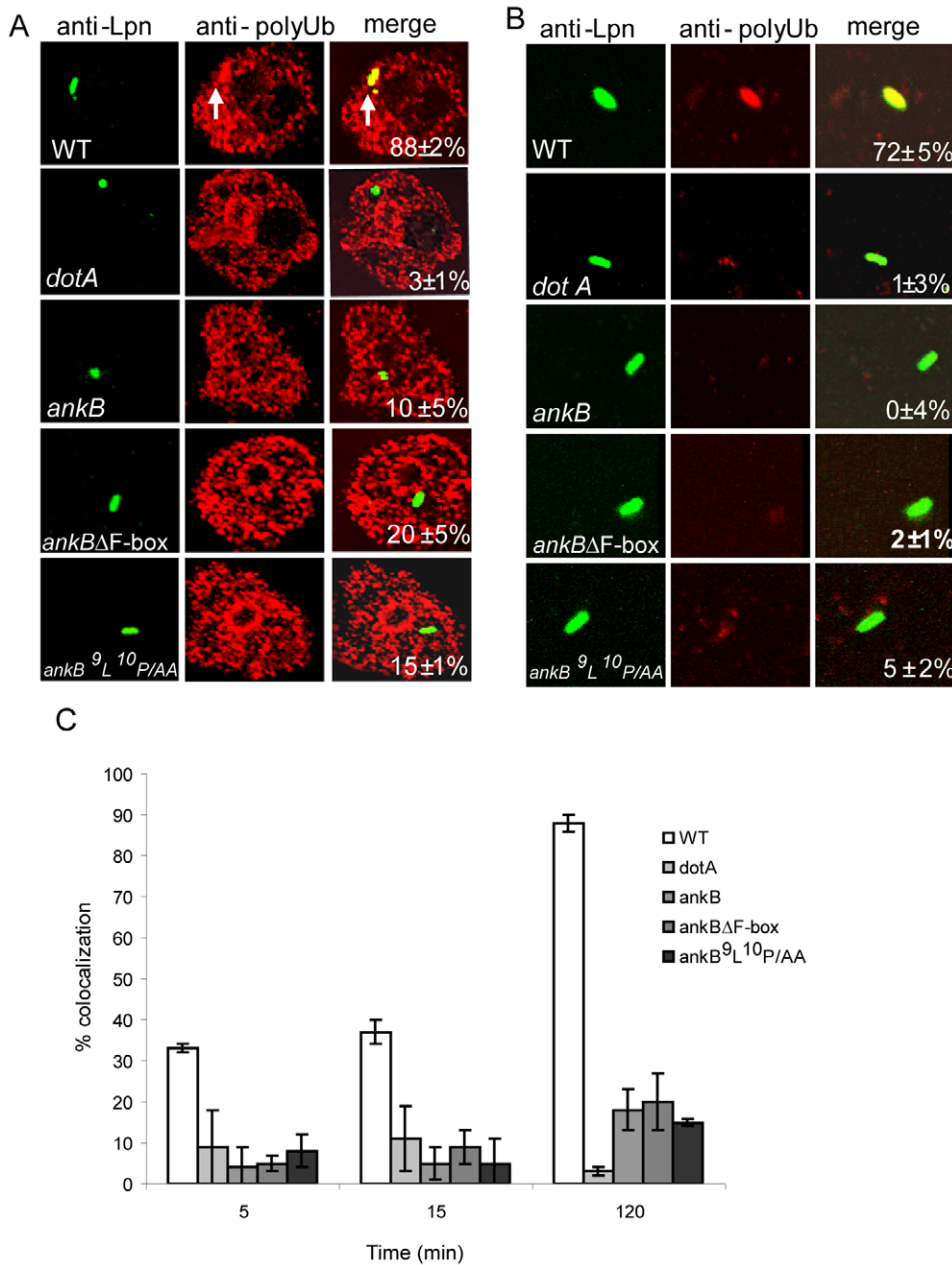 A
anti-Lpn anti-polyUb merge
WT 88±2%
dotA 3±1%
ankB 10±5%
ankBΔF-box 20±5%
ankB ⁹L ¹⁰P/AA 15±1%
B
anti-Lpn anti-polyUb merge
WT 72±5%
dot A 1±3%
ankB 0±4%
ankBΔF-box 2±1%
ankB ⁹L ¹⁰P/AA 5±2%
C
% colocalization
100
90
80
70
60
50
40
30
20
10
0
5 15 120
Time (min)
WT
dotA
ankB
ankBΔF-box
ankB⁹L¹⁰P/AA